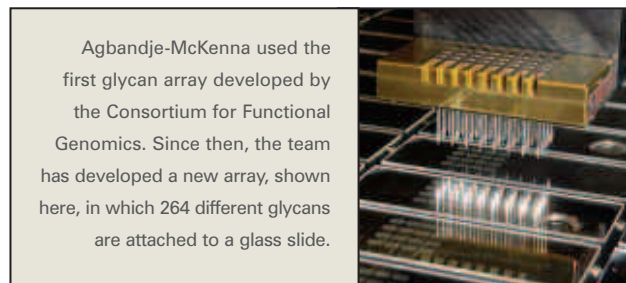 Agbandje-McKenna used the
first glycan array developed by
the Consortium for Functional
Genomics. Since then, the team
has developed a new array, shown
here, in which 264 different glycans
are attached to a glass slide.